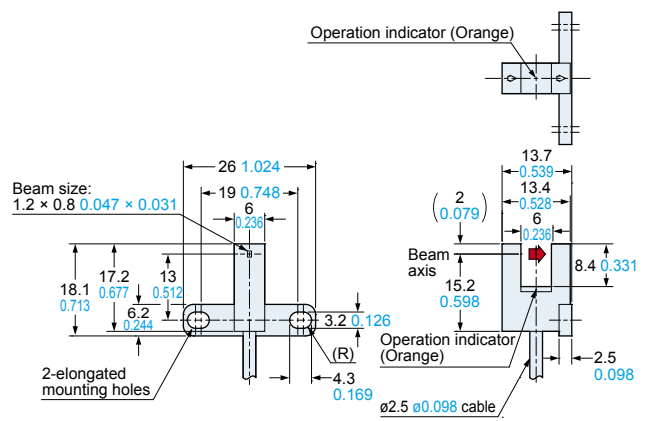 Operation indicator (Orange)
13.7
0.539
13.4
0.528
6
0.236
26 1.024
19 0.748
6
0.236
Beam size:
1.2 × 0.8 0.047 × 0.031
( 2
0.079 )
Beam
axis
18.1
0.713
17.2
0.677
13
0.512
6.2
0.244
15.2
0.598
8.4 0.331
3.2 0.126
(R)
4.3
0.169
Operation indicator
(Orange)
2.5
0.098
2-elongated
mounting holes
ø2.5 ø0.098 cable